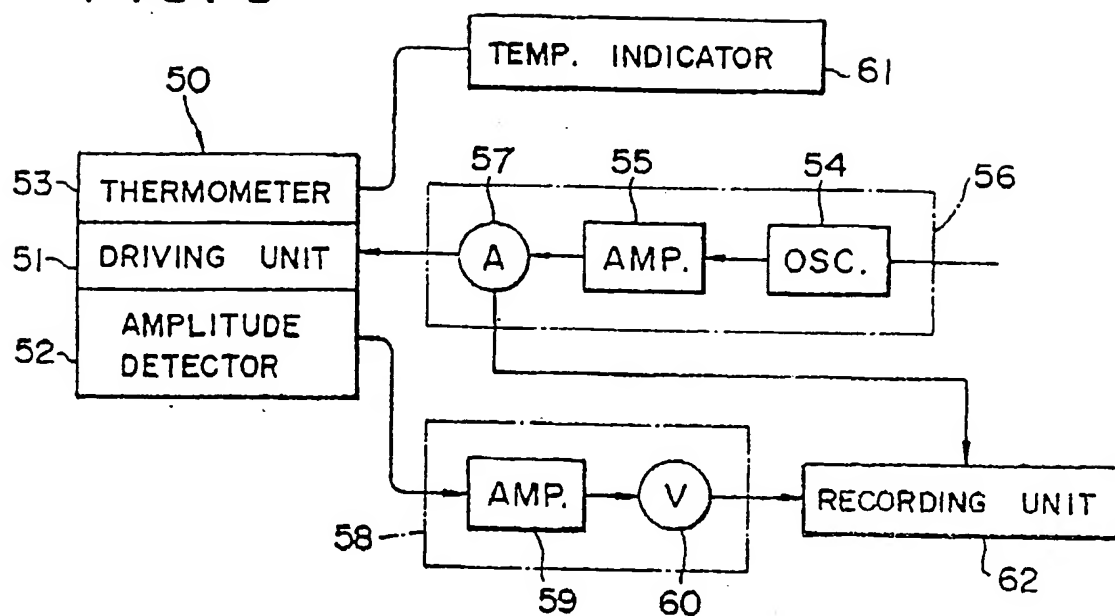 TEMP. INDICATOR
61
50
57
55
54
56
53
THERMOMETER
51
DRIVING UNIT
A
AMP.
OSC.
52
AMPLITUDE
DETECTOR
AMP.
V
RECORDING UNIT
58
59
60
62